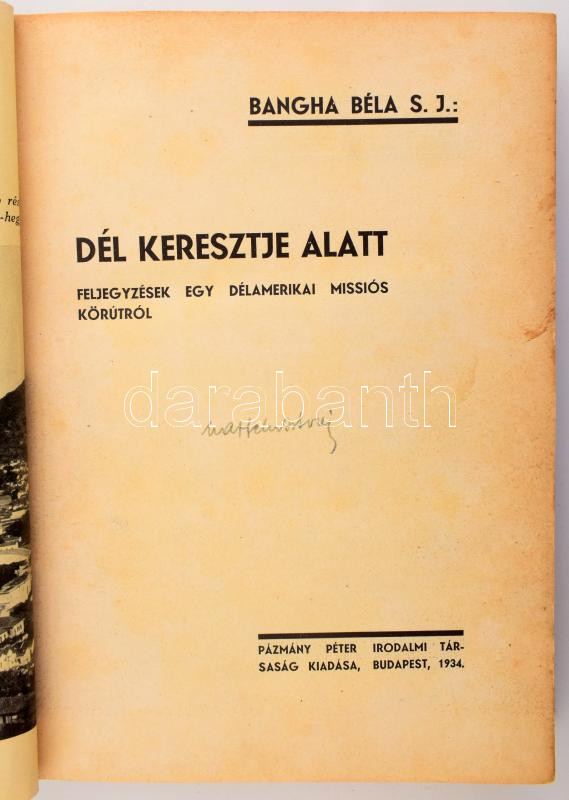 BANGHA BÉLA S. J.:
DÉL KERESZTJE ALATT
FELJEGYZÉSEK EGY DÉLAMERIKAI MISSIÓS
KÖRÚTRÓL
darabanth
PÁZMÁNY PÉTER IRODALMI TÁR-
SASÁG KIADÁSA, BUDAPEST, 1934.